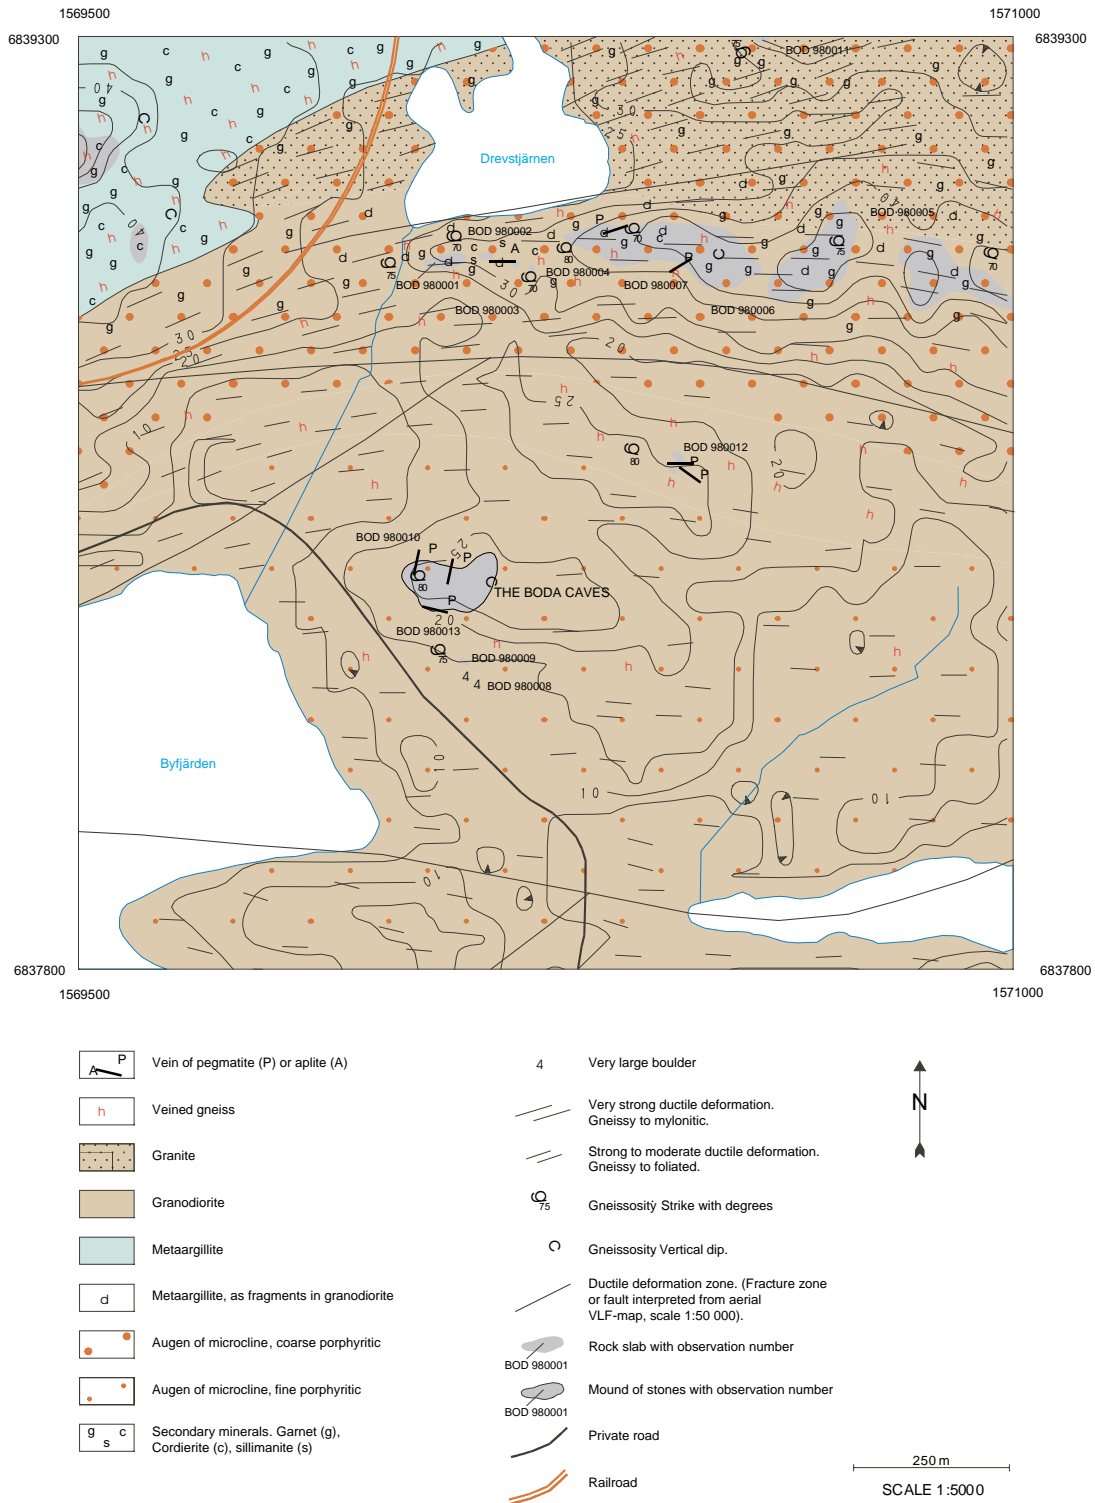 1569500
1571000
6839300
6839300
BOD 980011
Drevstjärnen
BOD 980005
BOD 980002
BOD 980004
BOD 980001
BOD 980007
BOD 980003
BOD 980006
BOD 980012
BOD 980010
THE BODA CAVES
BOD 980013
BOD 980009
BOD 980008
Byfjärden
6837800
6837800
1569500
1571000
A P
Vein of pegmatite (P) or aplite (A)
h
Veined gneiss
Granite
Granodiorite
Metaargillite
d
Metaargillite, as fragments in granodiorite
Augen of microcline, coarse porphyritic
Augen of microcline, fine porphyritic
g c
s
Secondary minerals. Garnet (g),
Cordierite (c), sillimanite (s)
4
Very large boulder
Very strong ductile deformation.
Gneissy to mylonitic.
Strong to moderate ductile deformation.
Gneissy to foliated.
75
Gneissosity Strike with degrees
Gneissosity Vertical dip.
Ductile deformation zone. (Fracture zone
or fault interpreted from aerial
VLF-map, scale 1:50 000).
Rock slab with observation number
BOD 980001
Mound of stones with observation number
BOD 980001
Private road
Railroad
N
250 m
SCALE 1:5000